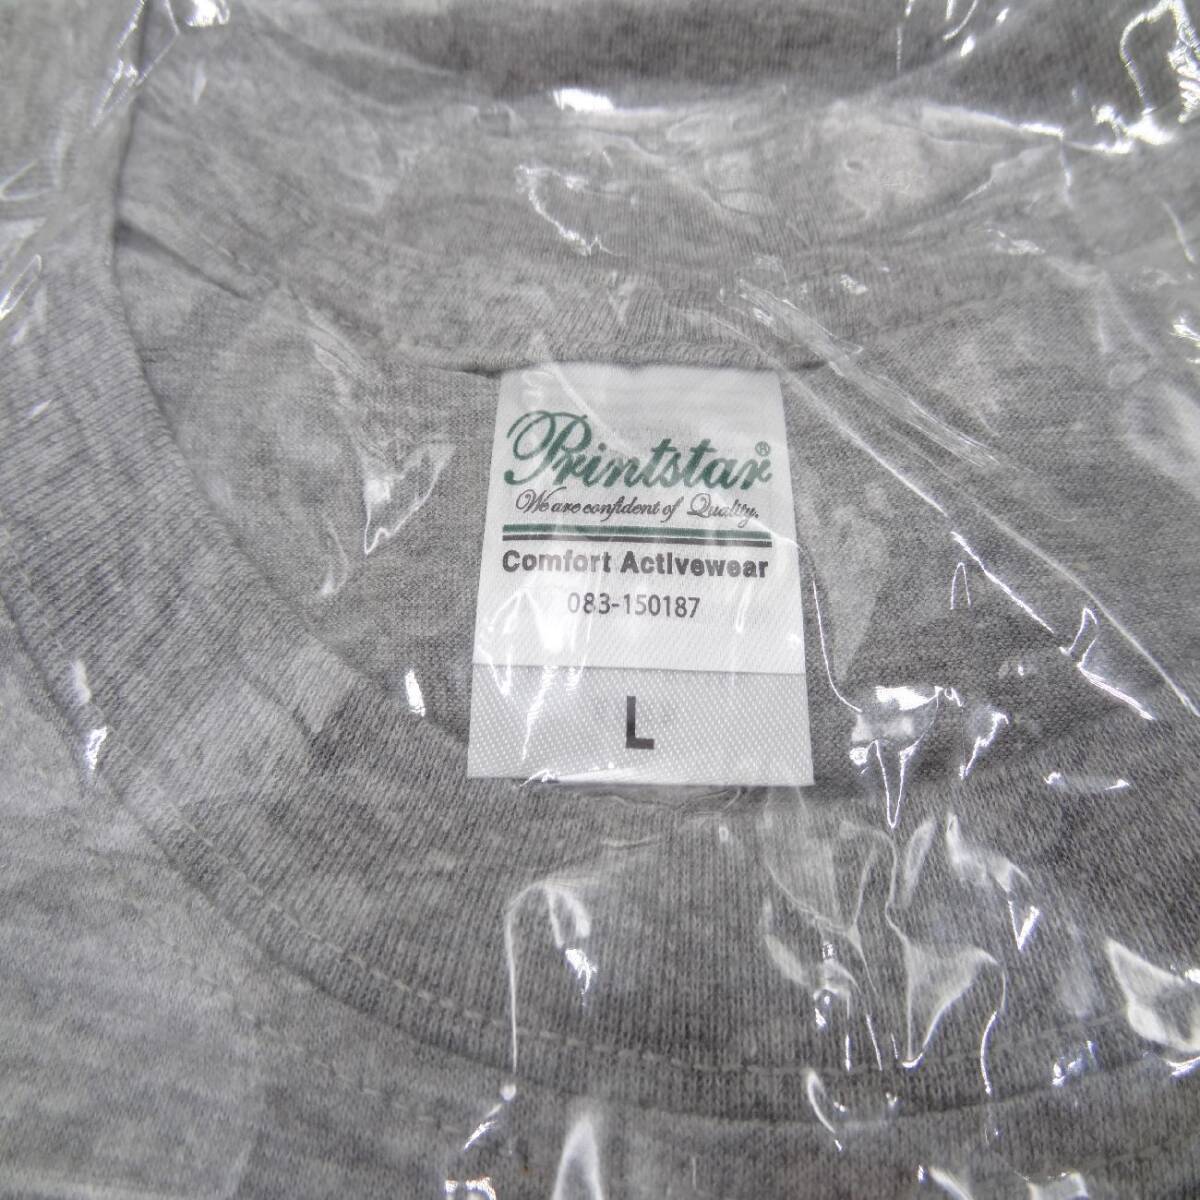 Printstar®
We are confident of Quality.
Comfort Activewear
083-150187
L